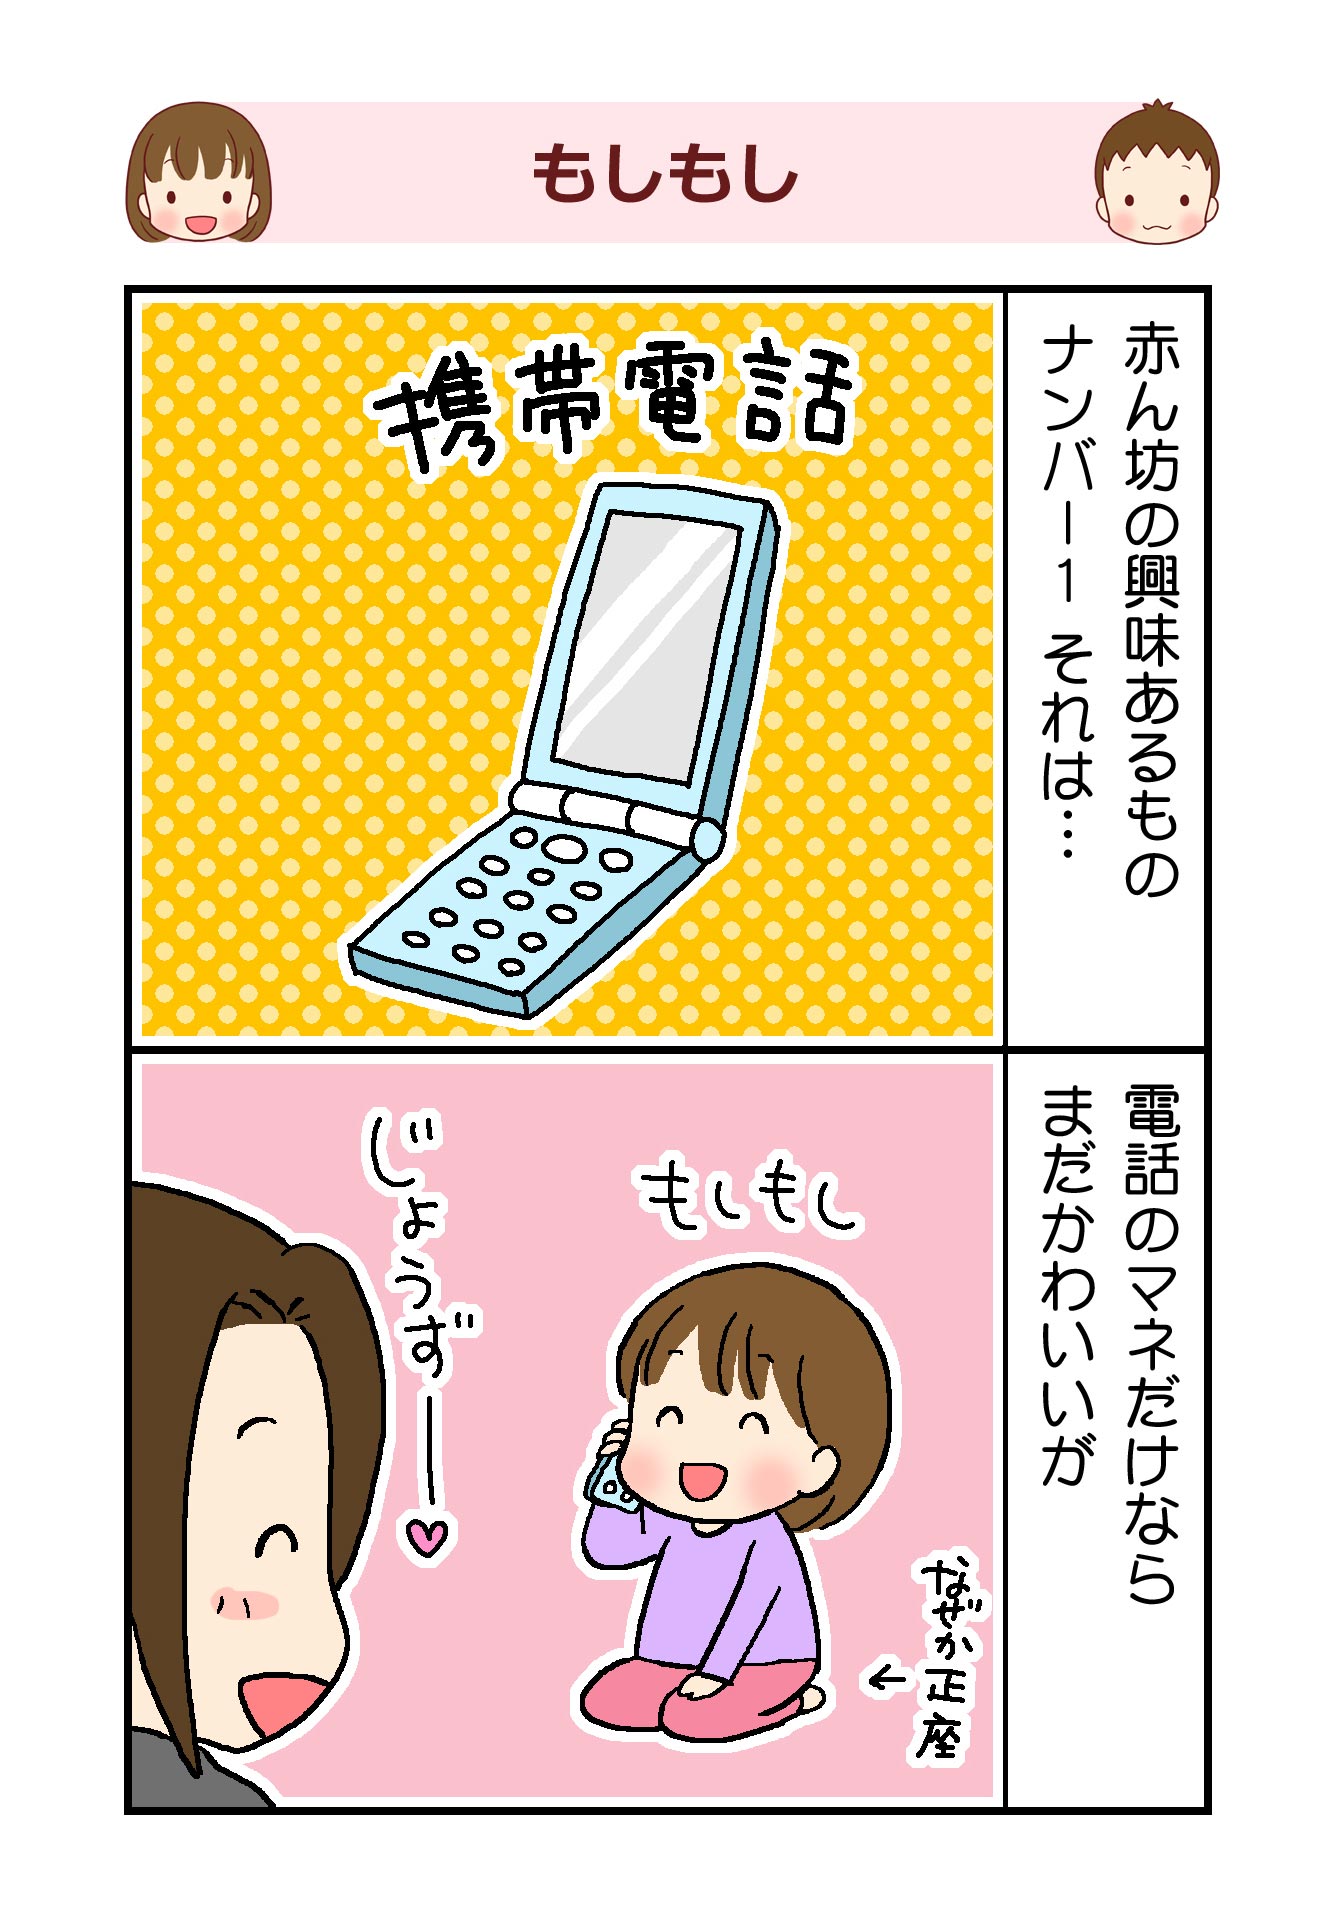 もしもし
赤ん坊の興味あるもの
ナンバー1 それは…
携帯電話
電話のマネだけなら
まだかわいいが
もしもし
なぜか正座
←
じょうずー♥